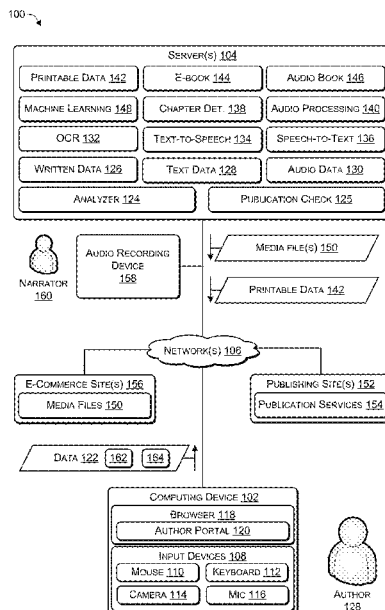 100
SERVER(S) 104
PRINTABLE DATA 142 E-BOOK 144 AUDIO BOOK 146
MACHINE LEARNING 148 CHAPTER DET. 138 AUDIO PROCESSING 140
OCR 132 TEXT-TO-SPEECH 134 SPEECH-TO-TEXT 136
WRITTEN DATA 126 TEXT DATA 128 AUDIO DATA 130
ANALYZER 124 PUBLICATION CHECK 125
NARRATOR
160
AUDIO RECORDING
DEVICE
158
MEDIA FILE(S) 150
PRINTABLE DATA 142
NETWORK(S) 106
E-COMMERCE SITE(S) 156
MEDIA FILES 150
PUBLISHING SITE(S) 152
PUBLICATION SERVICES 154
DATA 122 162 164
COMPUTING DEVICE 102
BROWSER 118
AUTHOR PORTAL 120
INPUT DEVICES 108
MOUSE 110 KEYBOARD 112
CAMERA 114 MIC 116
AUTHOR
128